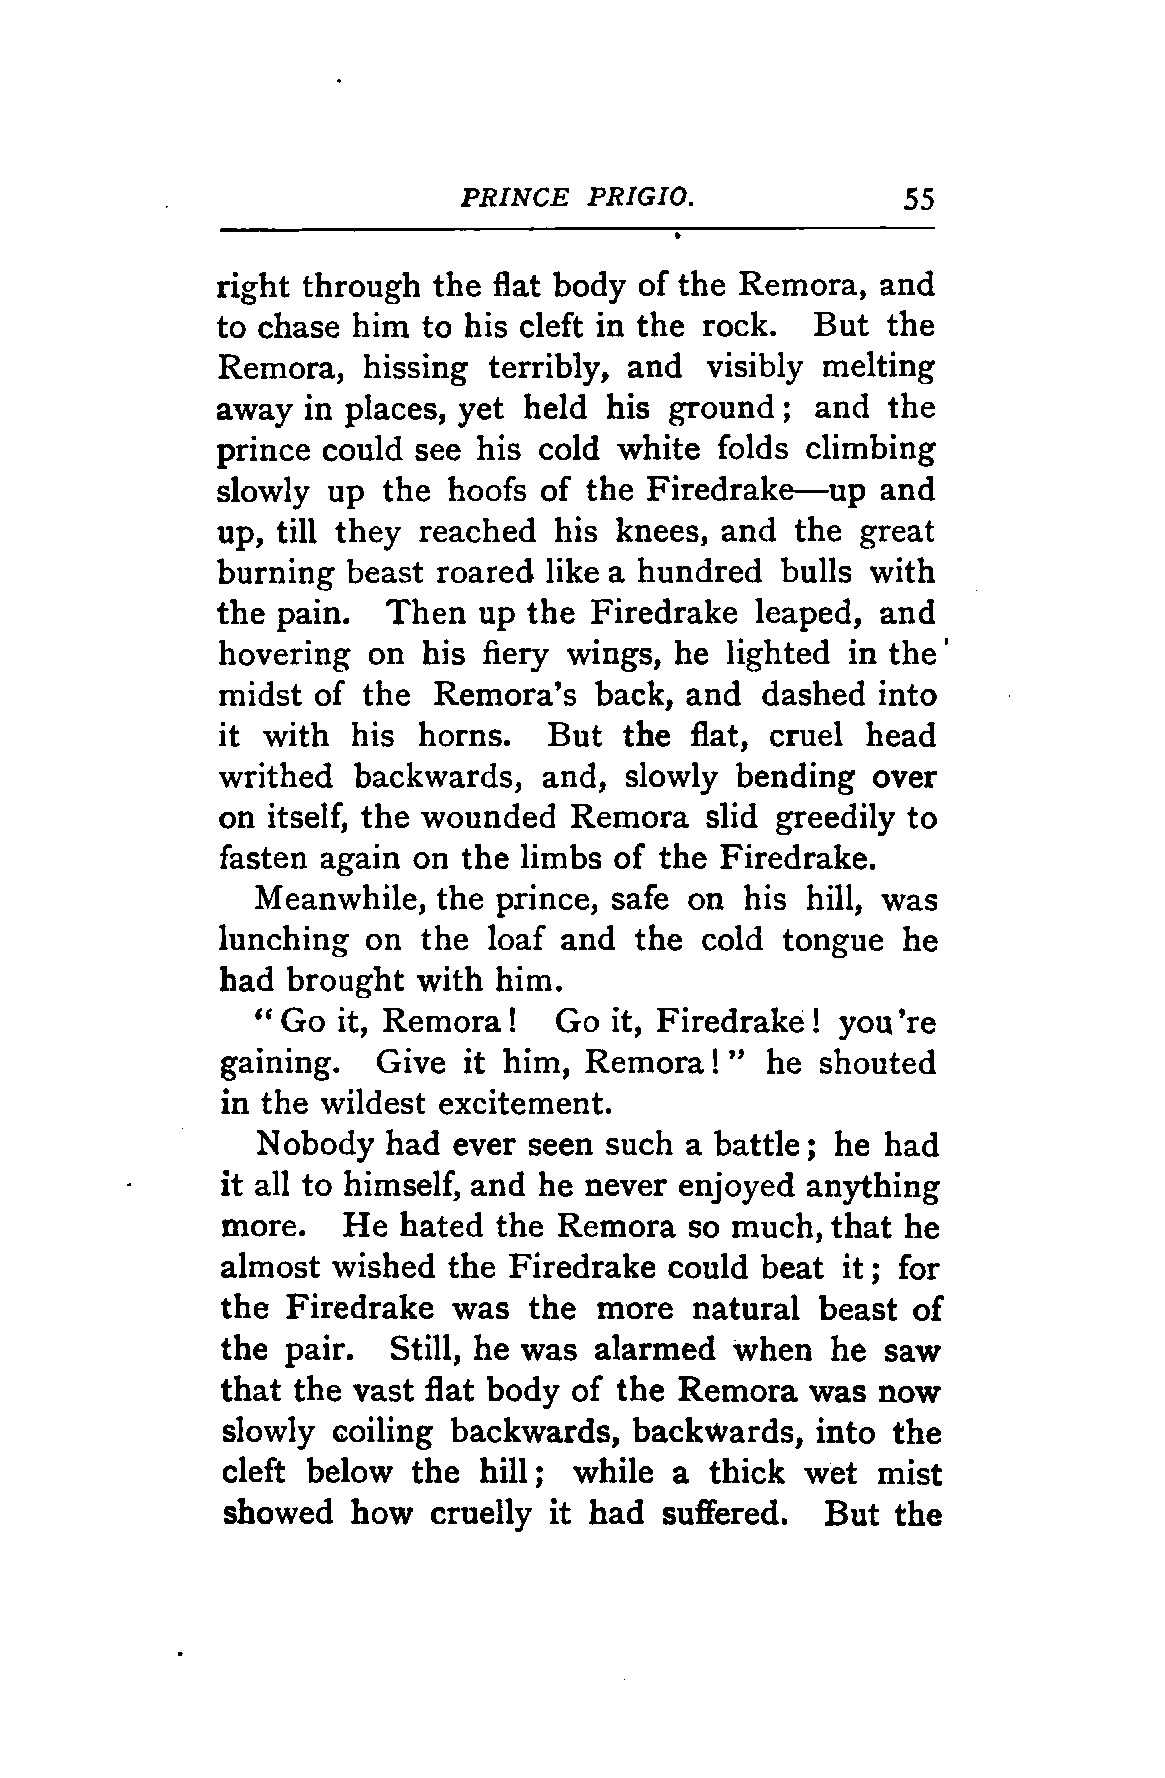 PRINCE PRIGIO. 55
right through the flat body of the Remora, and
to chase him to his cleft in the rock. But the
Remora, hissing terribly, and visibly melting
away in places, yet held his ground; and the
prince could see his cold white folds climbing
slowly up the hoofs of the Firedrake—up and
up, till they reached his knees, and the great
burning beast roared like a hundred bulls with
the pain. Then up the Firedrake leaped, and
hovering on his fiery wings, he lighted in the
midst of the Remora's back, and dashed into
it with his horns. But the flat, cruel head
writhed backwards, and, slowly bending over
on itself, the wounded Remora slid greedily to
fasten again on the limbs of the Firedrake.
Meanwhile, the prince, safe on his hill, was
lunching on the loaf and the cold tongue he
had brought with him.
“Go it, Remora! Go it, Firedrake! you're
gaining. Give it him, Remora!” he shouted
in the wildest excitement.
Nobody had ever seen such a battle; he had
it all to himself, and he never enjoyed anything
more. He hated the Remora so much, that he
almost wished the Firedrake could beat it; for
the Firedrake was the more natural beast of
the pair. Still, he was alarmed when he saw
that the vast flat body of the Remora was now
slowly coiling backwards, backwards, into the
cleft below the hill; while a thick wet mist
showed how cruelly it had suffered. But the